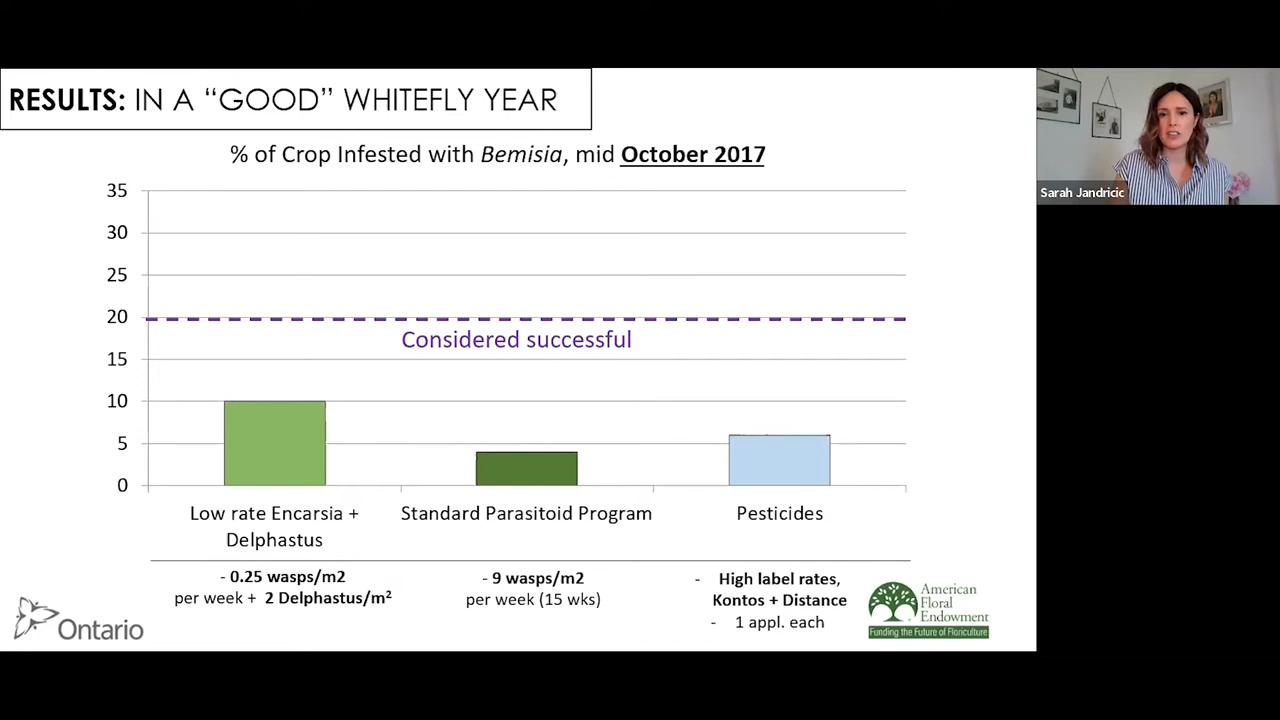 RESULTS: IN A “GOOD” WHITEFLY YEAR
% of Crop Infested with Bemisia, mid October 2017
35
30
25
20
15
10
5
0
Considered successful
Low rate Encarsia +
Delphastus
Standard Parasitoid Program
Pesticides
- 0.25 wasps/m2
per week + 2 Delphastus/m²
- 9 wasps/m2
per week (15 wks)
- High label rates,
Kontos + Distance
- 1 appl. each
Ontario
American
Floral
Endowment
Funding the Future of Floriculture
Sarah Jandricic